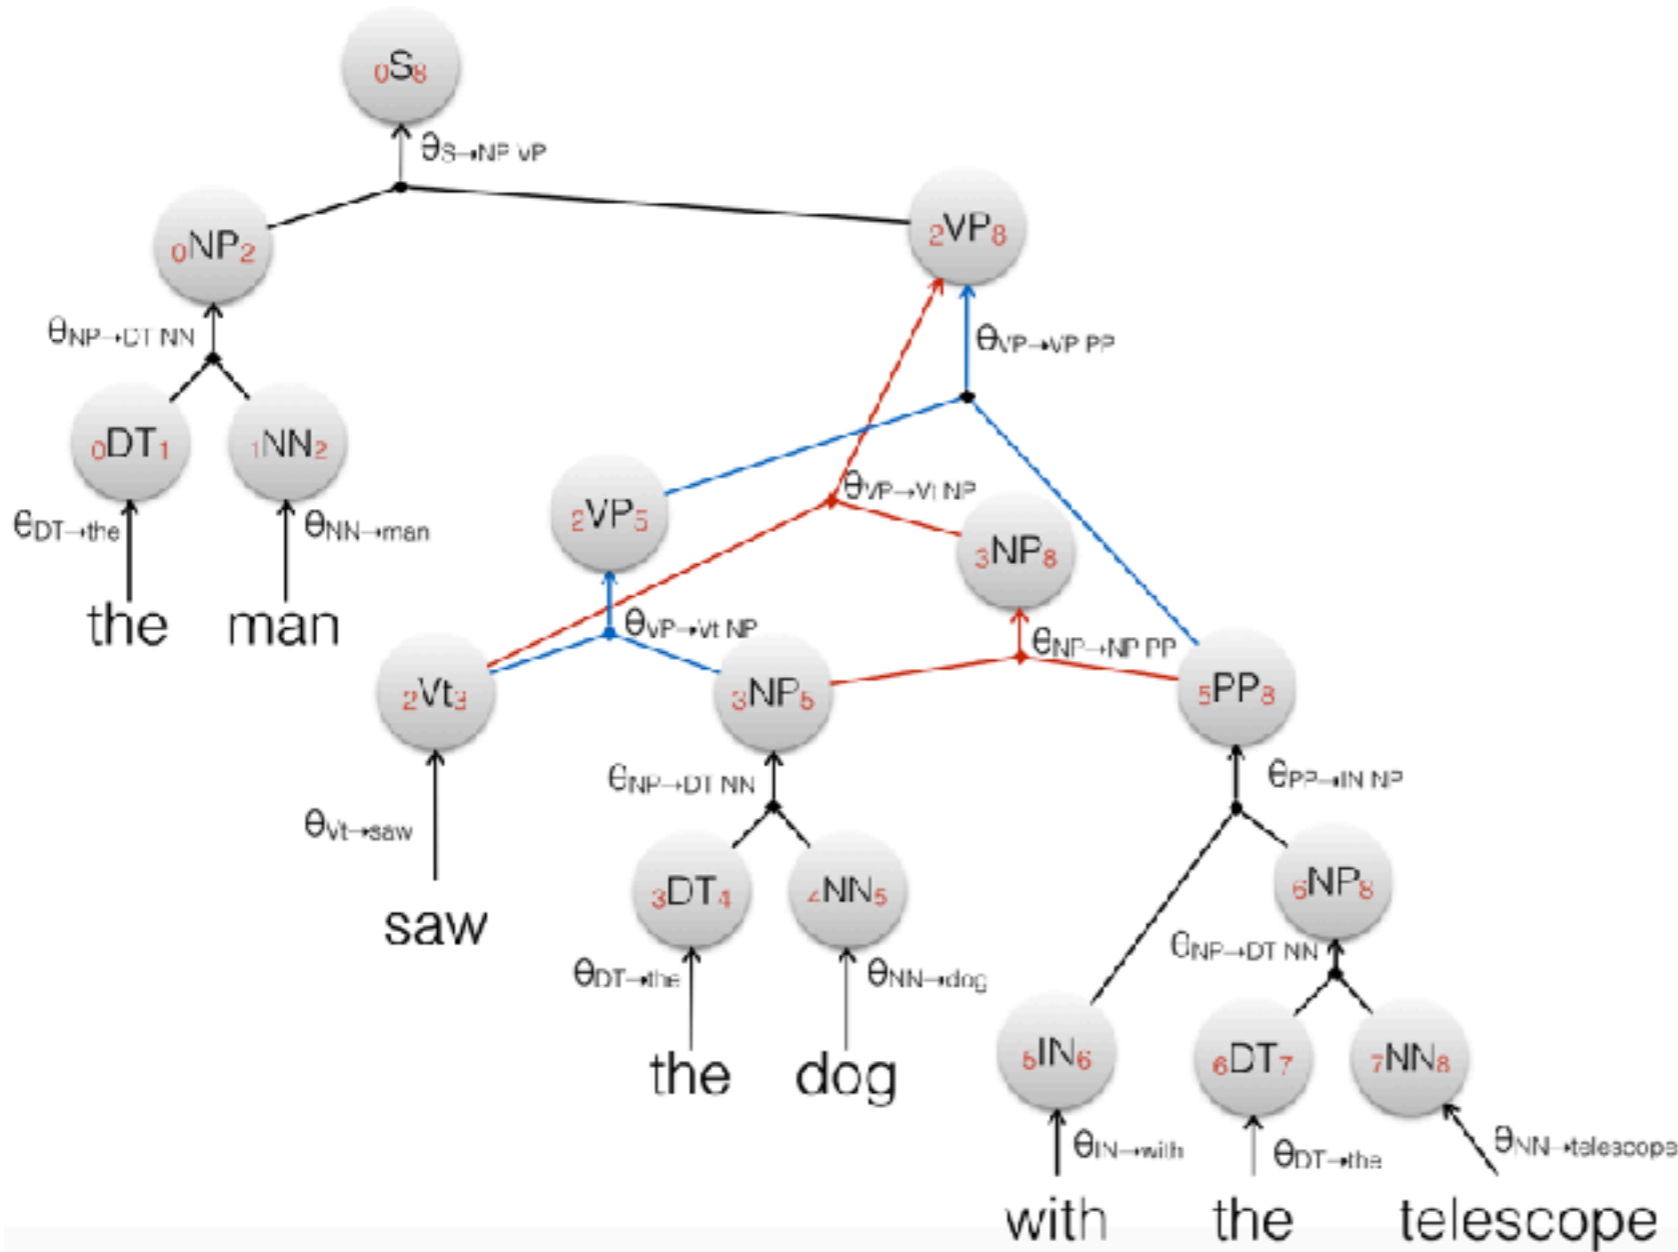 0S8
θS→NP VP
0NP2
2VP8
θNP→DT NN
θVP→VP PP
0DT1
1NN2
2VP5
θVP→Vt NP
3NP8
θDT→the
θNN→man
the man
θVP→Vt NP
θNP→NP PP
2Vt3
3NP5
5PP8
θNP→DT NN
θPP→IN NP
θVt→saw
3DT4
4NN5
6NP8
saw
θNP→DT NN
θDT→the
θNN→dog
5IN6
6DT7
7NN8
the dog
θIN→with
θDT→the
θNN→telescope
with the telescope